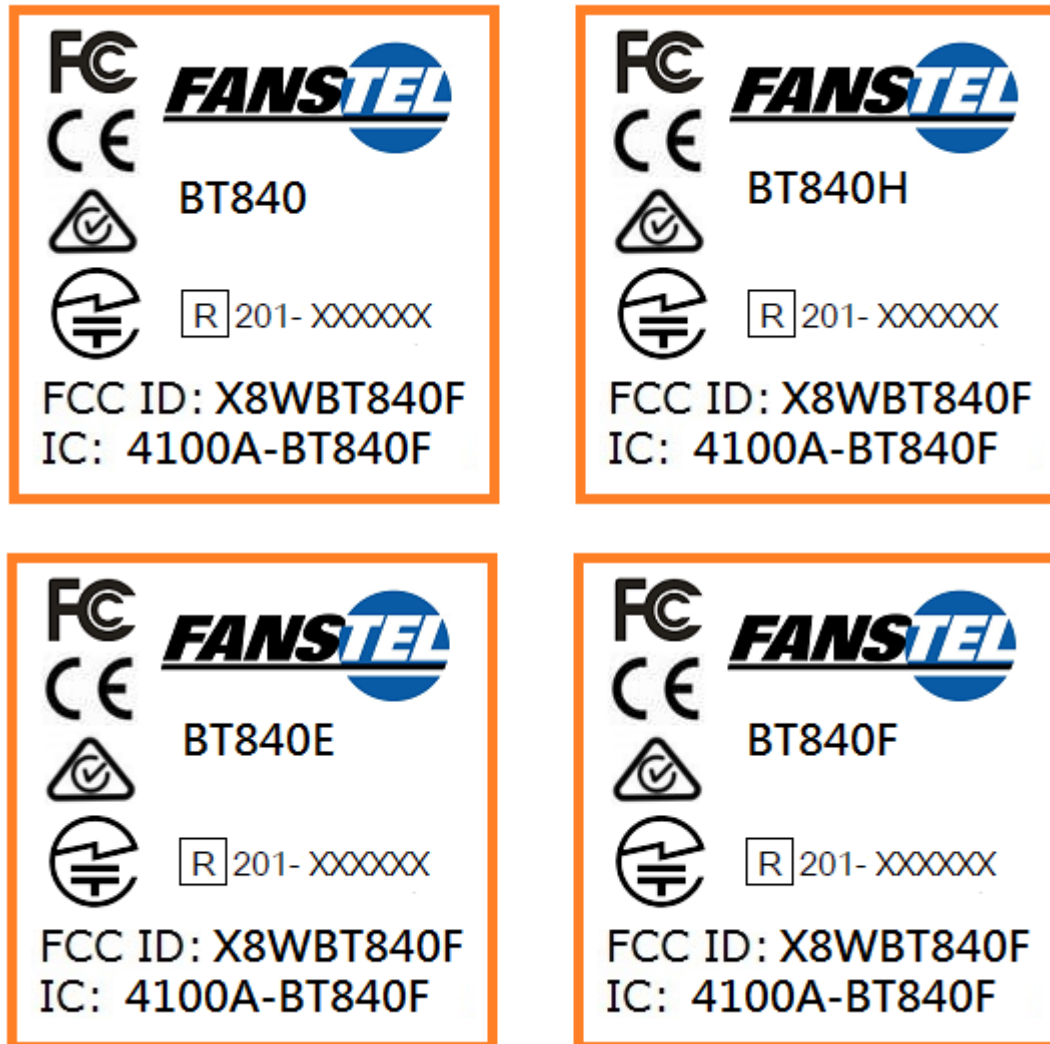 FC
FANSTEL
CE
BT840
R 201- XXXXXX
FCC ID: X8WBT840F
IC: 4100A-BT840F
FC
FANSTEL
CE
BT840H
R 201- XXXXXX
FCC ID: X8WBT840F
IC: 4100A-BT840F
FC
FANSTEL
CE
BT840E
R 201- XXXXXX
FCC ID: X8WBT840F
IC: 4100A-BT840F
FC
FANSTEL
CE
BT840F
R 201- XXXXXX
FCC ID: X8WBT840F
IC: 4100A-BT840F